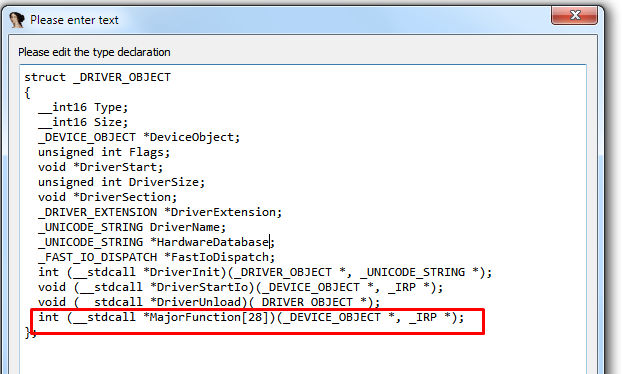 Please enter text
Please edit the type declaration
struct _DRIVER_OBJECT
{
__int16 Type;
__int16 Size;
_DEVICE_OBJECT *DeviceObject;
unsigned int Flags;
void *DriverStart;
unsigned int DriverSize;
void *DriverSection;
_DRIVER_EXTENSION *DriverExtension;
_UNICODE_STRING DriverName;
_UNICODE_STRING *HardwareDatabase;
_FAST_IO_DISPATCH *FastIoDispatch;
int (__stdcall *DriverInit)(_DRIVER_OBJECT *, _UNICODE_STRING *);
void (__stdcall *DriverStartIo)(_DEVICE_OBJECT *, _IRP *);
void (__stdcall *DriverUnload)(_DRIVER_OBJECT *);
int (__stdcall *MajorFunction[28])(_DEVICE_OBJECT *, _IRP *);
};